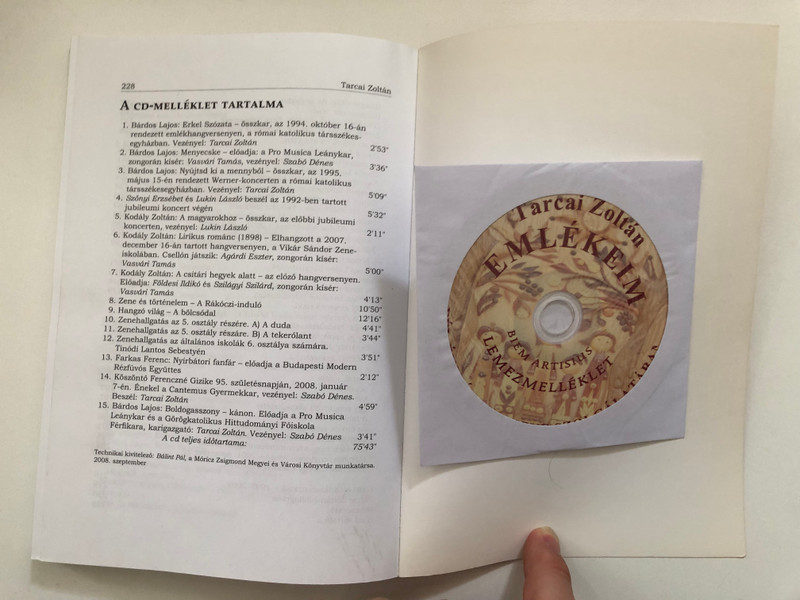 228
Tarcai Zoltán
A CD-MELLÉKLET TARTALMA
1. Bárdos Lajos: Erkel Szózata – összkar, az 1994. október 16-án
rendezett emlékhangversenyen, a római katolikus társszékes-
egyházban. Vezényel: Tarcai Zoltán 2'53"
2. Bárdos Lajos: Menyecske – előadja: a Pro Musica Leánykar,
zongorán kísér: Vasvári Tamás, vezényel: Szabó Dénes 3'36"
3. Bárdos Lajos: Nyújtsd ki a mennyből – összkar, az 1995.
május 15-én rendezett Werner-koncerten a római katolikus
társszékesegyházban. Vezényel: Tarcai Zoltán 5'09"
4. Szőnyi Erzsébet és Lukin László beszél az 1992-ben tartott
jubileumi koncert végén 5'32"
5. Kodály Zoltán: A magyarokhoz – összkar, az előbbi jubileumi
koncerten, vezényel: Lukin László 2'11"
6. Kodály Zoltán: Lirikus románc (1898) – Elhangzott a 2007.
december 16-án tartott hangversenyen, a Vikár Sándor Zene-
iskolában. Csellón játszik: Agárdi Eszter, zongorán kísér:
Vasvári Tamás 5'00"
7. Kodály Zoltán: A csitári hegyek alatt – az előző hangversenyen.
Előadja: Földesi Ildikó és Szilágyi Szilárd, zongorán kísér:
Vasvári Tamás 4'13"
8. Zene és történelem – A Rákóczi-induló 10'50"
9. Hangzó világ – A bölcsődal 12'16"
10. Zenehallgatás az 5. osztály részére. A) A duda 4'41"
11. Zenehallgatás az 5. osztály részáre. B) A tekerőlant 3'44"
12. Zenehallgatás az általános iskolák 6. osztálya számára.
Tinódi Lantos Sebestyén 3'51"
13. Farkas Ferenc: Nyírbátori fanfár – előadja a Budapesti Modern
Rézfúvós Együttes 2'12"
14. Köszöntő Ferenczné Gizike 95. születésnapján, 2008. január
7-én. Énekel a Cantemus Gyermekkar, vezényel: Szabó Dénes.
Beszél: Tarcai Zoltán 4'59"
15. Bárdos Lajos: Boldogasszony – kánon. Előadja a Pro Musica
Leánykar és a Görögkatolikus Hittudományi Főiskola
Férfikara, karigazgató: Tarcai Zoltán. Vezényel: Szabó Dénes 3'41"
A cd teljes időtartama: 75'43"
Technikai kivitelező: Bálint Pál, a Móricz Zsigmond Megyei és Városi Könyvtár munkatársa.
2008. szeptember
Tarcai Zoltán
EMLÉKEIM
BIEM ARTISJUS
LEMEZMELLÉKLET